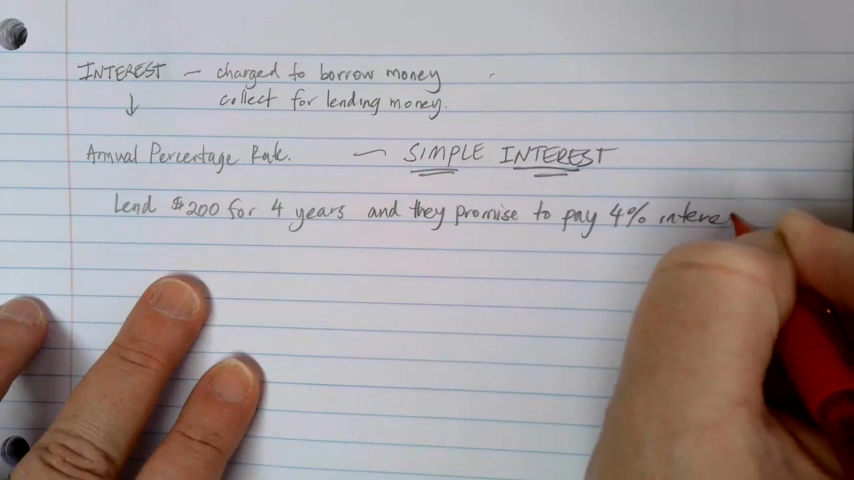 INTEREST — charged to borrow money
↓ collect for lending money.
Annual Percentage Rate. — SIMPLE INTEREST
Lend $200 for 4 years and they promise to pay 4% intere